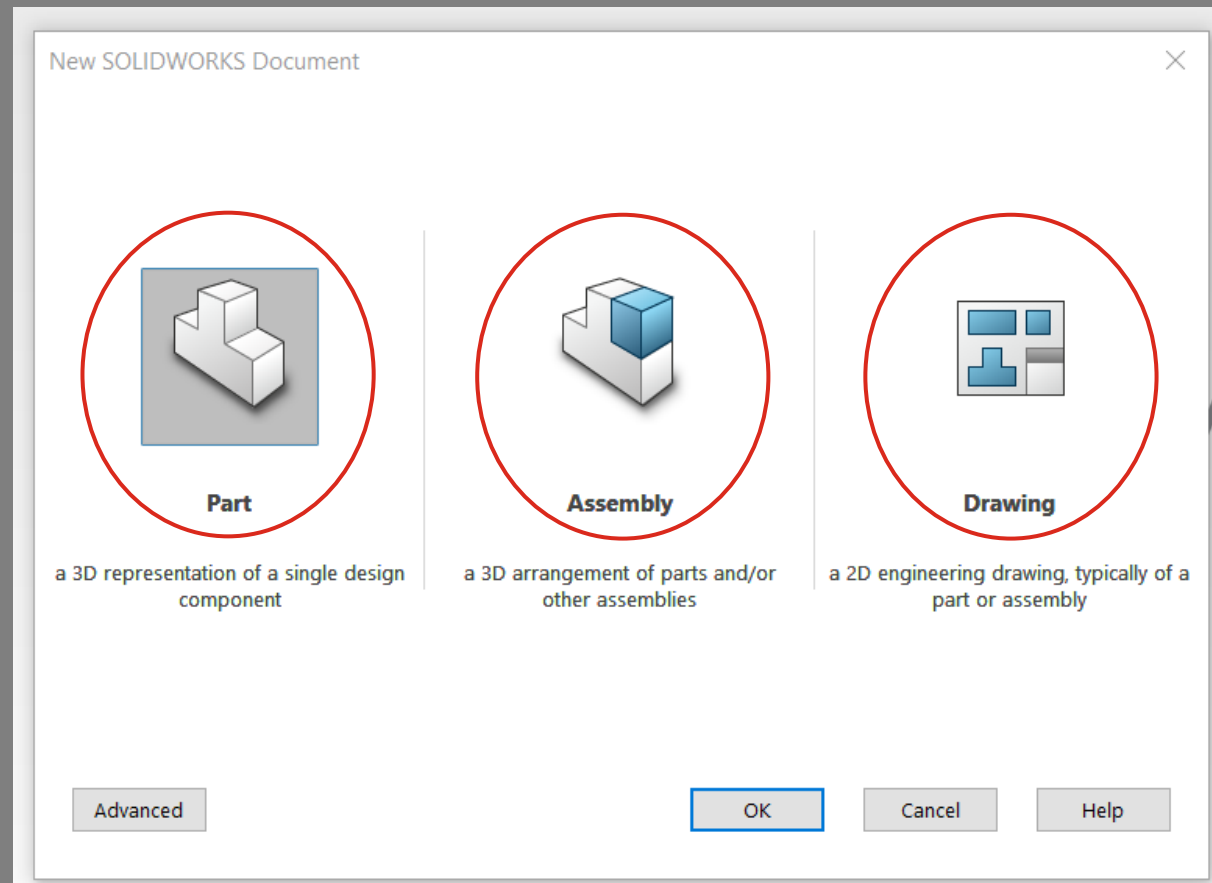 New SOLIDWORKS Document
Part
a 3D representation of a single design
component
Assembly
a 3D arrangement of parts and/or
other assemblies
Drawing
a 2D engineering drawing, typically of a
part or assembly
Advanced
OK
Cancel
Help